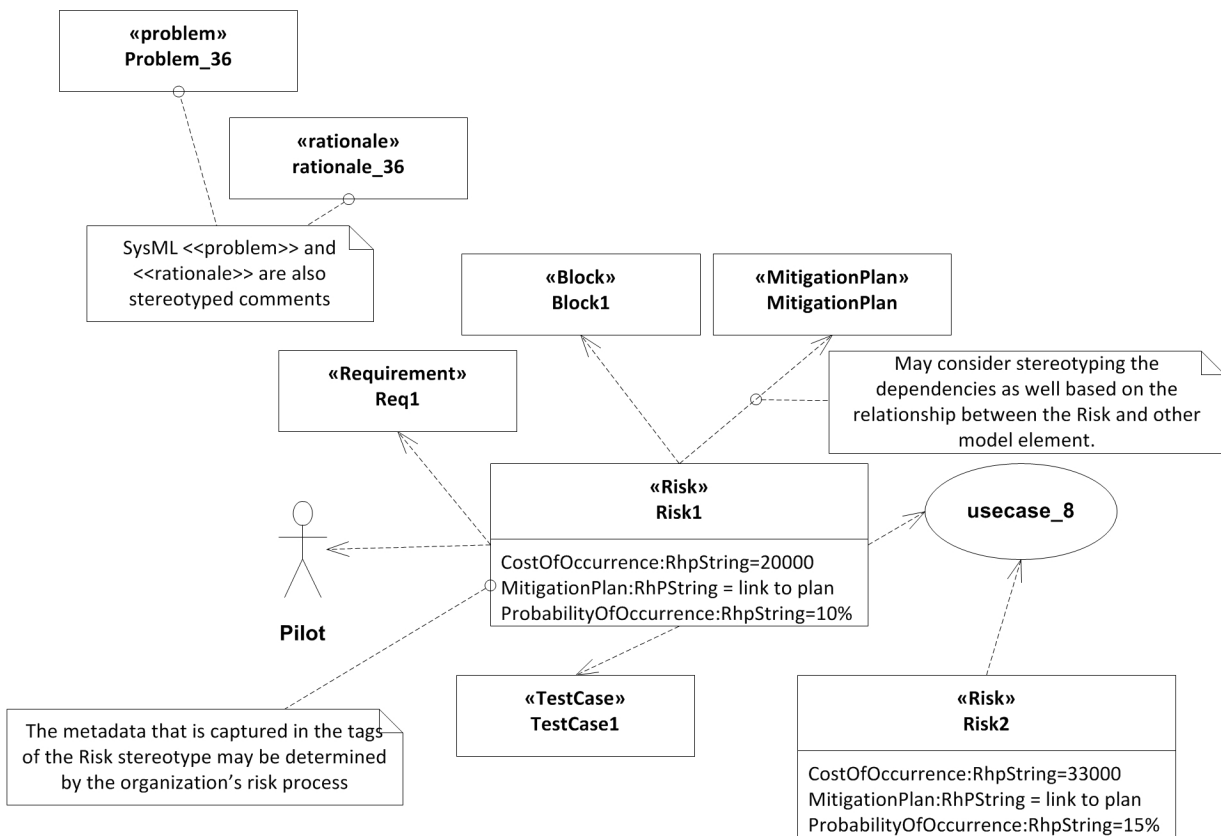 «problem»
Problem_36
«rationale»
rationale_36
SysML <<problem>> and
<<rationale>> are also
stereotyped comments
«Block»
Block1
«MitigationPlan»
MitigationPlan
«Requirement»
Req1
May consider stereotyping the
dependencies as well based on the
relationship between the Risk and other
model element.
«Risk»
Risk1
CostOfOccurrence:RhpString=20000
MitigationPlan:RhPString = link to plan
ProbabilityOfOccurrence:RhpString=10%
usecase_8
Pilot
«TestCase»
TestCase1
The metadata that is captured in the tags
of the Risk stereotype may be determined
by the organization’s risk process
«Risk»
Risk2
CostOfOccurrence:RhpString=33000
MitigationPlan:RhPString = link to plan
ProbabilityOfOccurrence:RhpString=15%